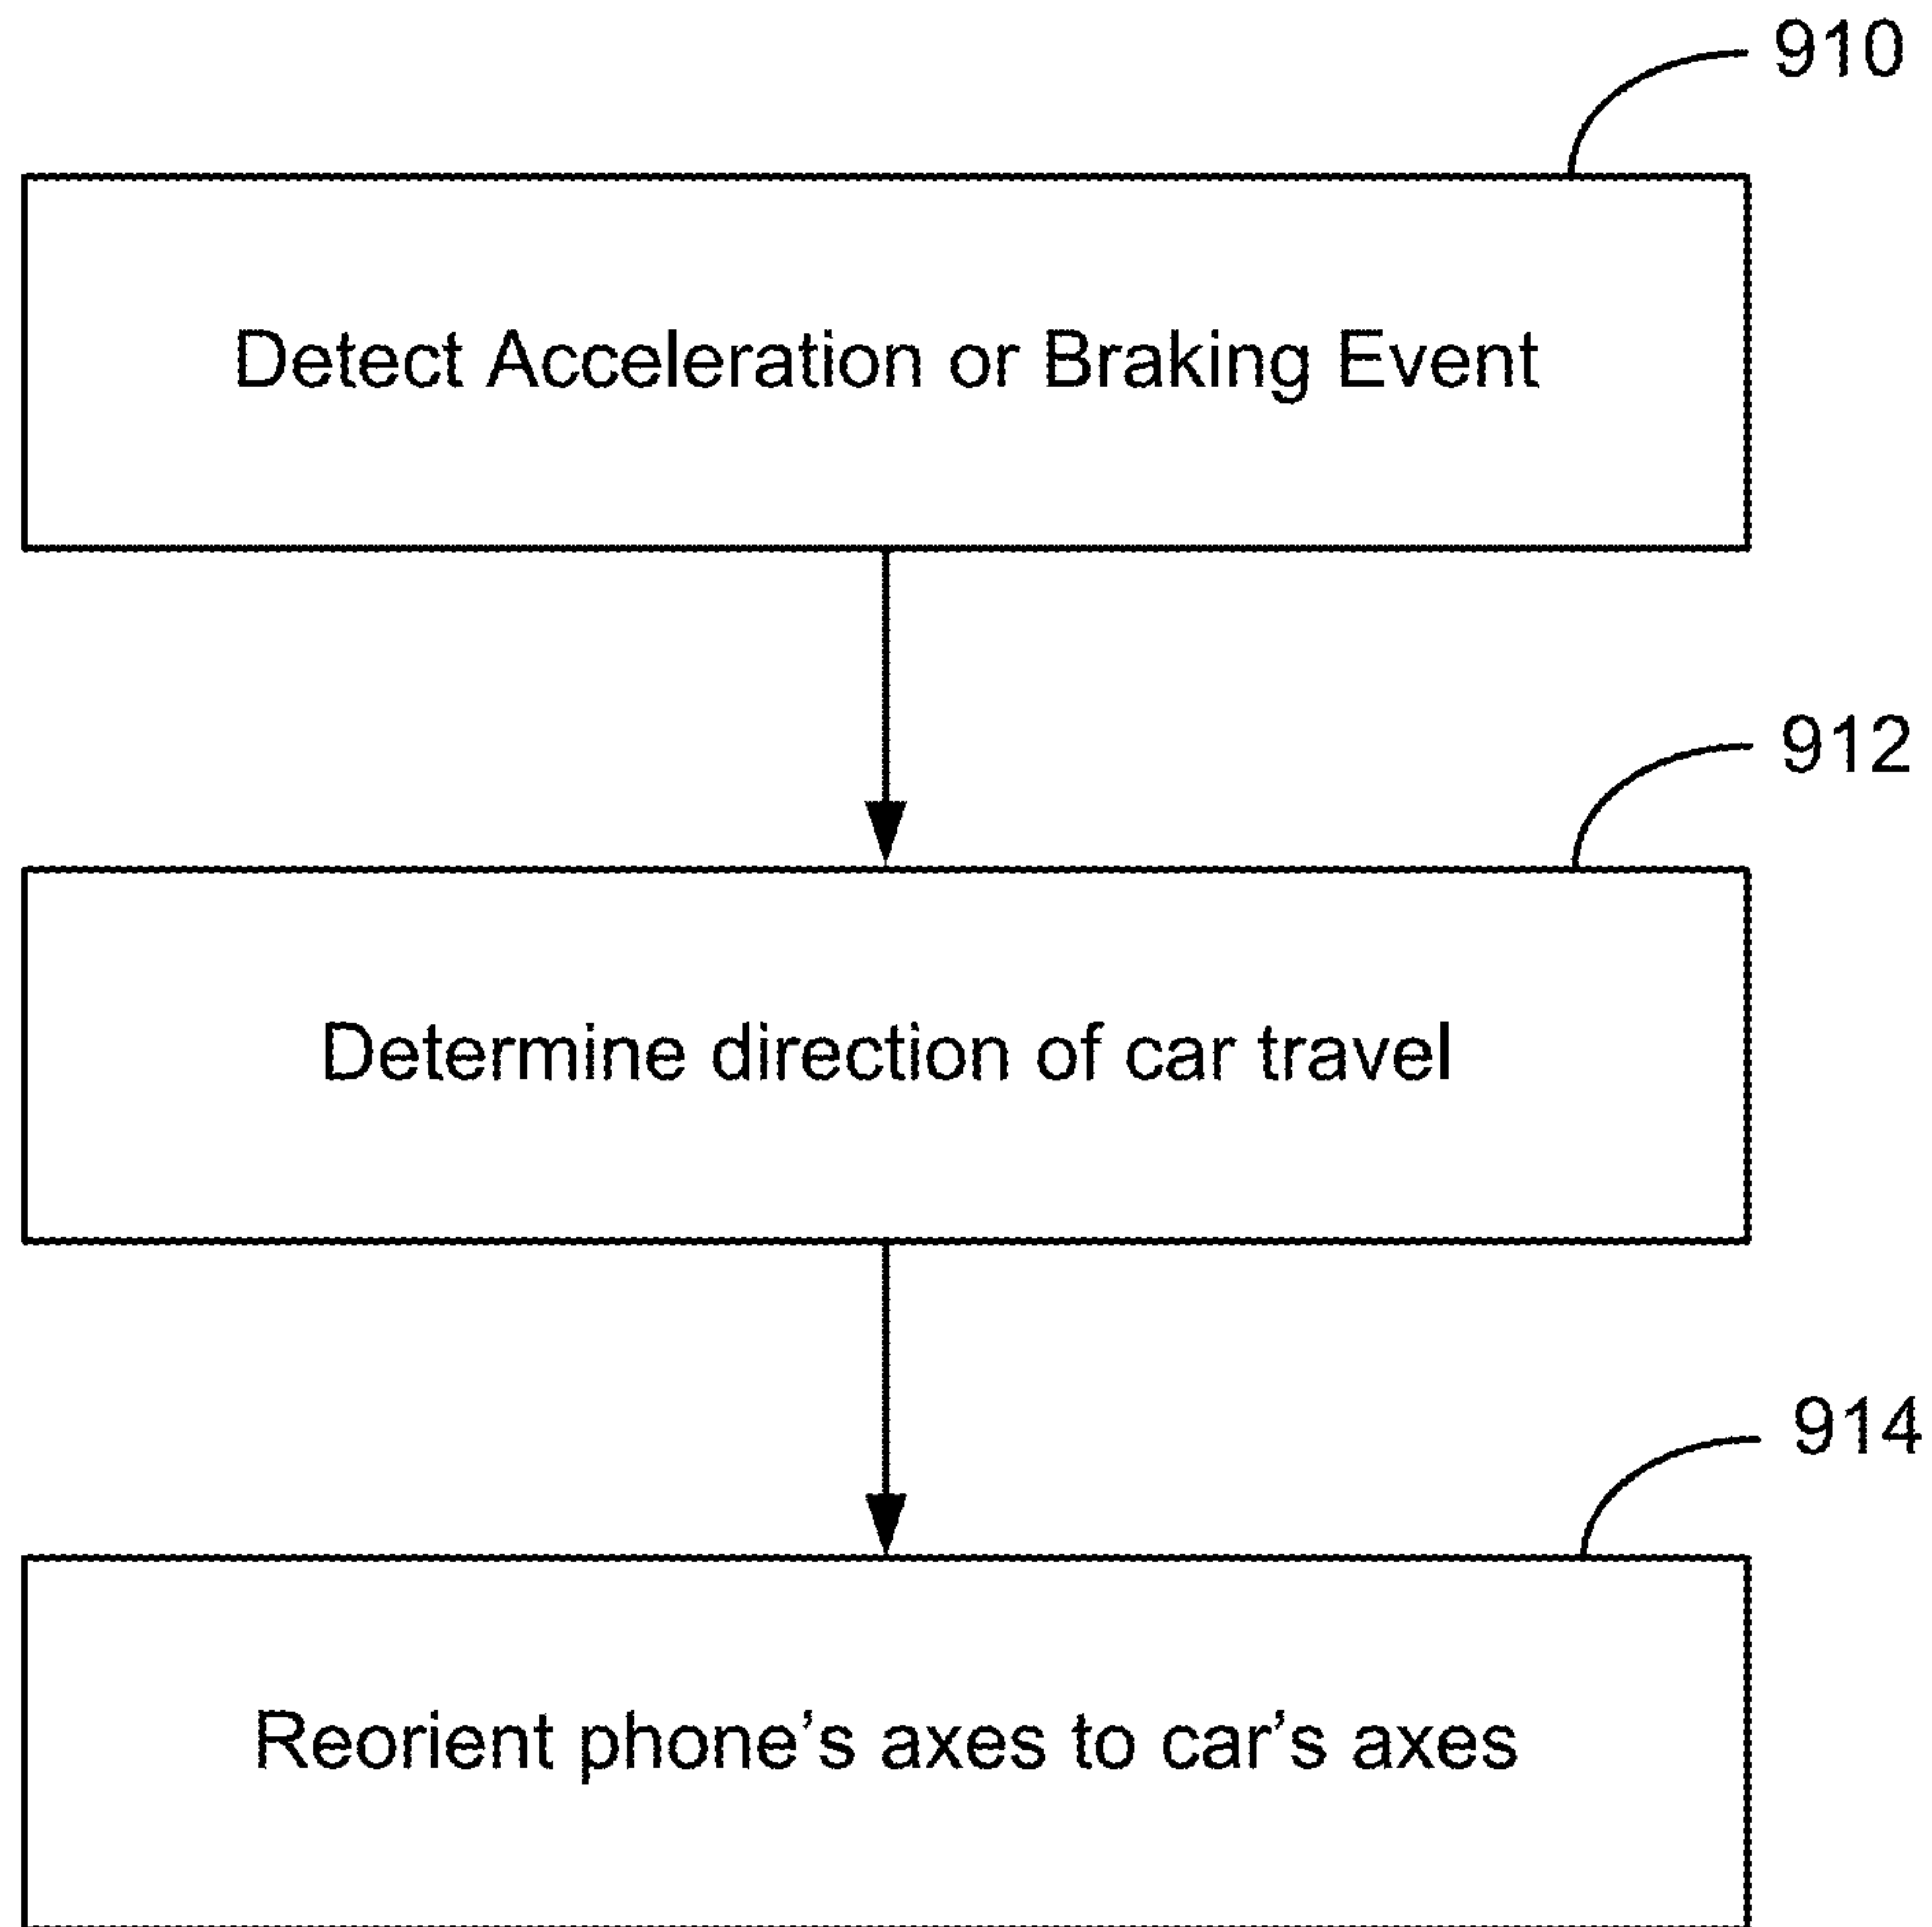 910
Detect Acceleration or Braking Event
912
Determine direction of car travel
914
Reorient phone’s axes to car’s axes